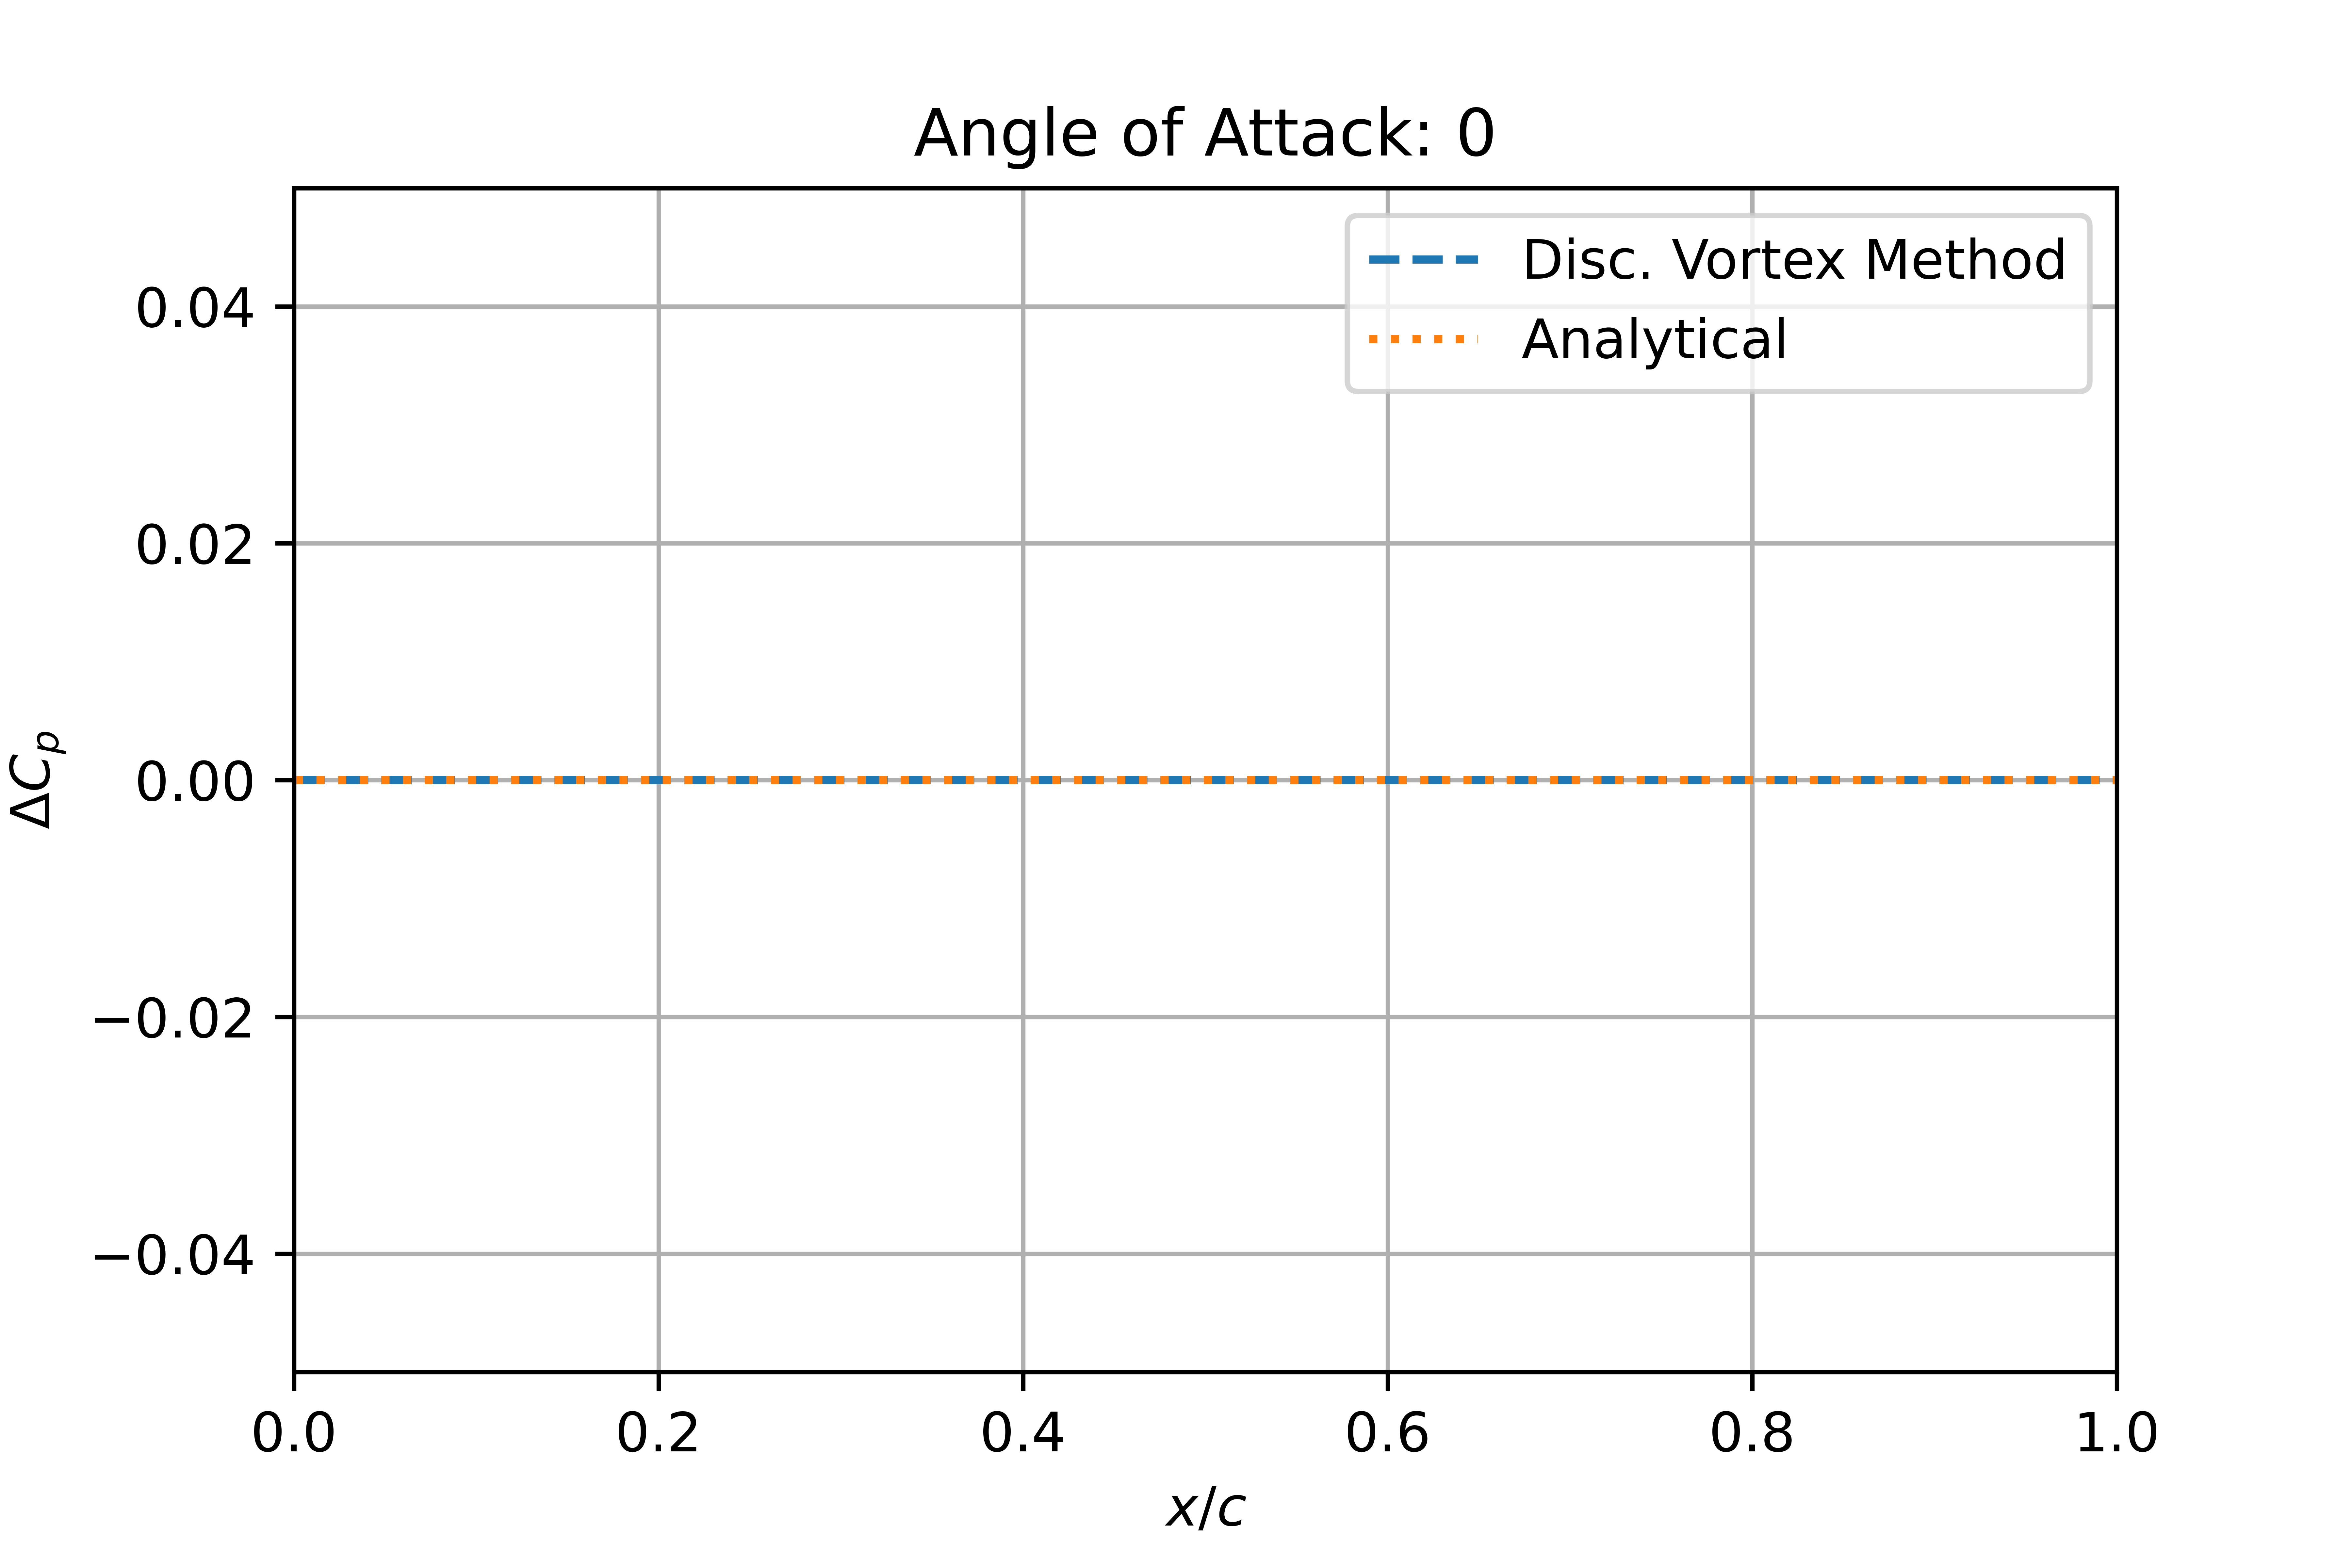 Angle of Attack: 0
Disc. Vortex Method
Analytical
0.04
0.02
0.00
−0.02
−0.04
ΔCp
0.0 0.2 0.4 0.6 0.8 1.0
x/c